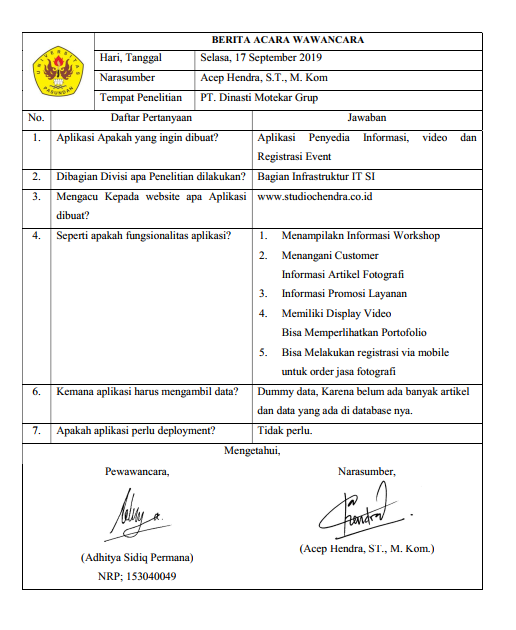 BERITA ACARA WAWANCARA
UNIVERSITAS
PASUNDAN
Hari, Tanggal Selasa, 17 September 2019
Narasumber Acep Hendra, S.T., M. Kom
Tempat Penelitian PT. Dinasti Motekar Grup
No. Daftar Pertanyaan Jawaban
1. Aplikasi Apakah yang ingin dibuat? Aplikasi Penyedia Informasi, video dan
Registrasi Event
2. Dibagian Divisi apa Penelitian dilakukan? Bagian Infrastruktur IT SI
3. Mengacu Kepada website apa Aplikasi www.studiochendra.co.id
dibuat?
4. Seperti apakah fungsionalitas aplikasi? 1. Menampilakn Informasi Workshop
2. Menangani Customer
Informasi Artikel Fotografi
3. Informasi Promosi Layanan
4. Memiliki Display Video
Bisa Memperlihatkan Portofolio
5. Bisa Melakukan registrasi via mobile
untuk order jasa fotografi
6. Kemana aplikasi harus mengambil data? Dummy data, Karena belum ada banyak artikel
dan data yang ada di database nya.
7. Apakah aplikasi perlu deployment? Tidak perlu.
Mengetahui,
Pewawancara, Narasumber,
(Adhitya Sidiq Permana) (Acep Hendra, ST., M. Kom.)
NRP; 153040049